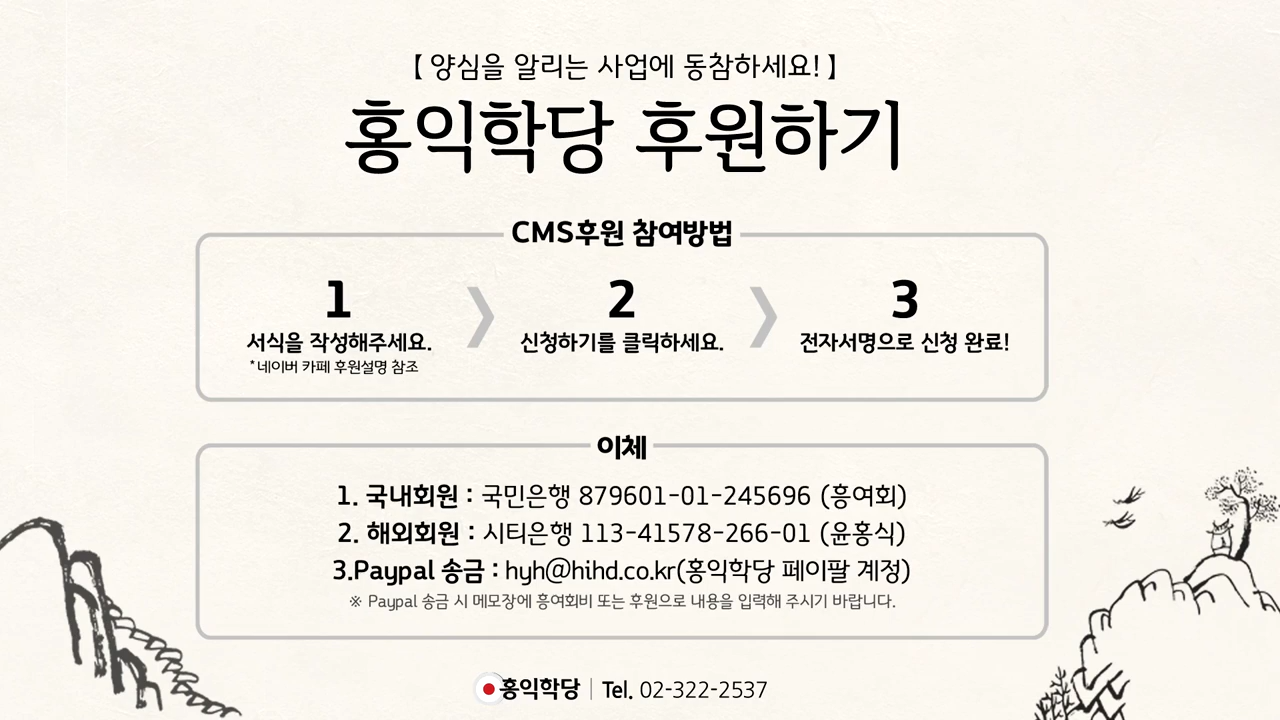 【 양심을 알리는 사업에 동참하세요! 】
홍익학당 후원하기
CMS후원 참여방법
1
서식을 작성해주세요.
*네이버 카페 후원설명 참조
2
신청하기를 클릭하세요.
3
전자서명으로 신청 완료!
이체
1. 국내회원 : 국민은행 879601-01-245696 (흥여회)
2. 해외회원 : 시티은행 113-41578-266-01 (윤홍식)
3.Paypal 송금 : hyh@hihd.co.kr(홍익학당 페이팔 계정)
※ Paypal 송금 시 메모장에 흥여회비 또는 후원으로 내용을 입력해 주시기 바랍니다.
홍익학당 | Tel. 02-322-2537